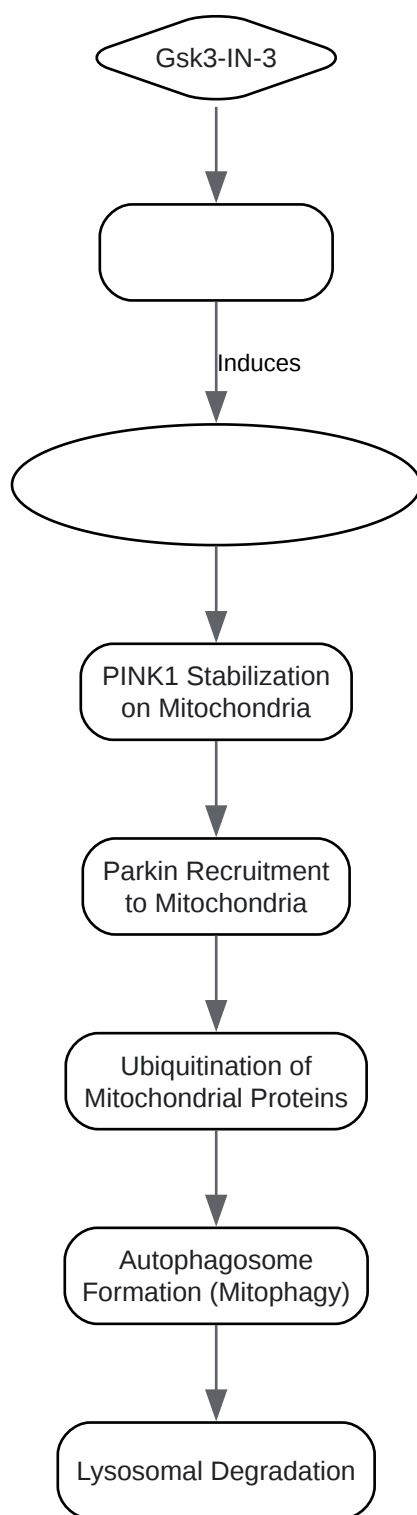 Gsk3-IN-3
Induces
PINK1 Stabilization
on Mitochondria
Parkin Recruitment
to Mitochondria
Ubiquitination of
Mitochondrial Proteins
Autophagosome
Formation (Mitophagy)
Lysosomal Degradation